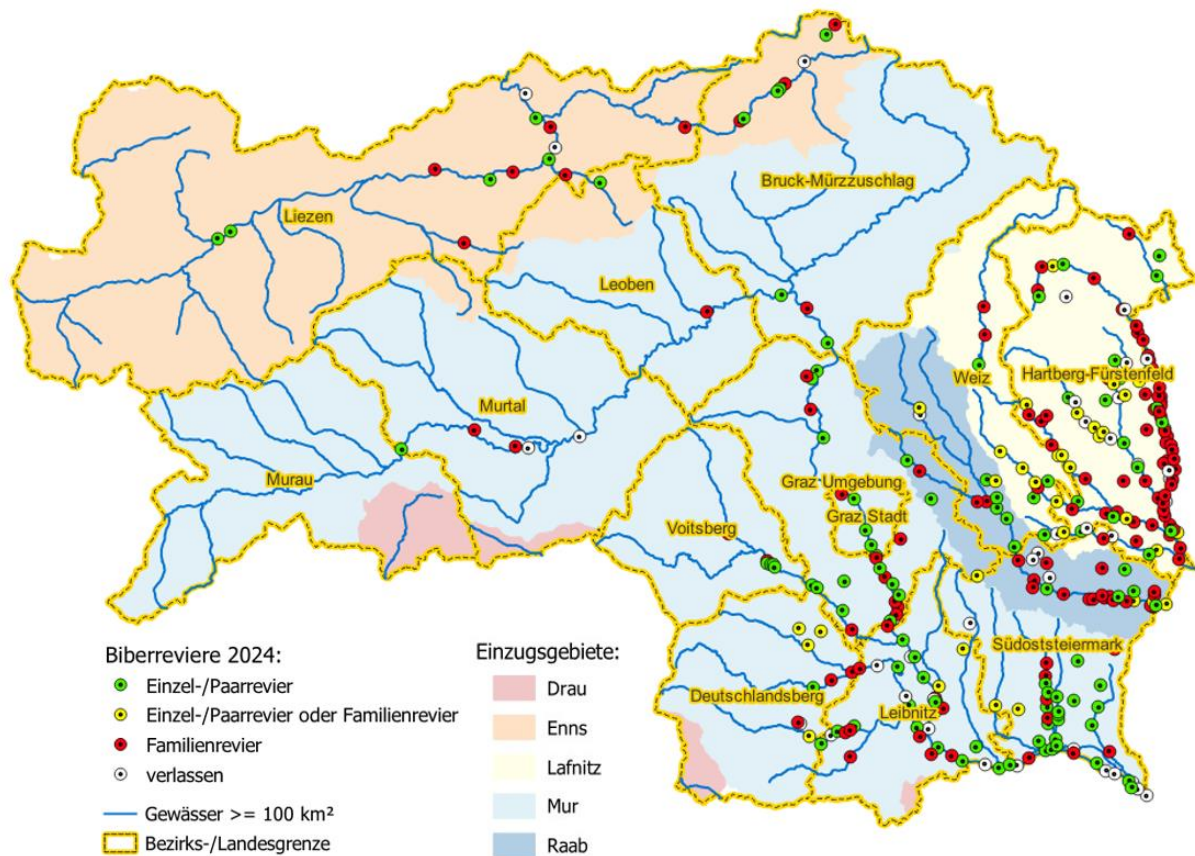 Bruck-Mürzzuschlag
Liezen
Leoben
Weiz
Hartberg-Fürstenfeld
Murtal
Murau
Graz Umgebung
Graz Stadt
Voitsberg
Südoststeiermark
Deutschlandsberg
Leibnitz
Biberreviere 2024:
Einzel-/Paarrevier
Einzel-/Paarrevier oder Familienrevier
Familienrevier
verlassen
Gewässer >= 100 km²
Bezirks-/Landesgrenze
Einzugsgebiete:
Drau
Enns
Lafnitz
Mur
Raab